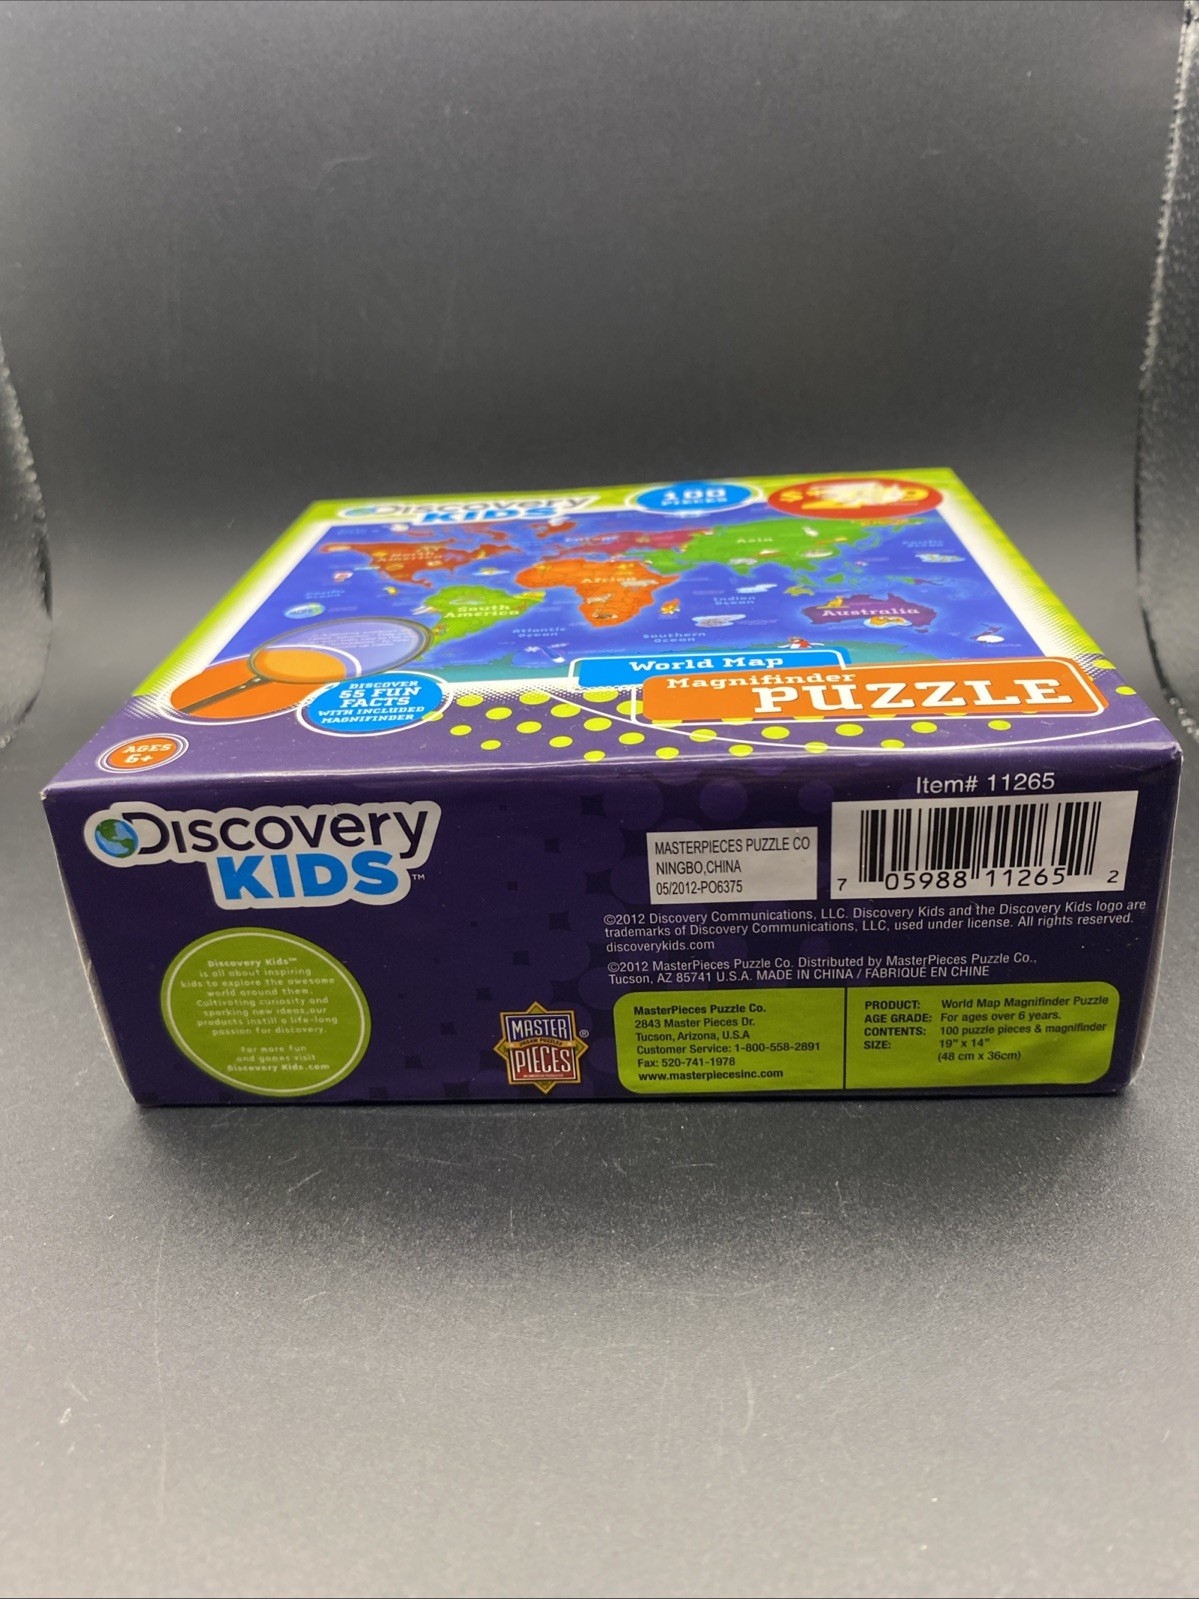 Discovery
KIDS
100
PIECES
$
North
America
Europe
Asia
Africa
South
America
Atlantic
Ocean
Indian
Ocean
Southern
Ocean
Australia
World Map
Magnifinder
PUZZLE
DISCOVER
55 FUN
FACTS
WITH INCLUDED
MAGNIFINDER
AGES
6+
Discovery
KIDS™
Discovery Kids™
is all about inspiring
kids to explore the awesome
world around them.
Cultivating curiosity and
sparking new ideas, our
products instill a life-long
passion for discovery.
For more fun
and games visit
Discovery Kids.com
MASTER
JIGSAW PUZZLES
PIECES
®
Item# 11265
MASTERPIECES PUZZLE CO
NINGBO,CHINA
05/2012-PO6375
7 05988 11265 2
©2012 Discovery Communications, LLC. Discovery Kids and the Discovery Kids logo are
trademarks of Discovery Communications, LLC, used under license. All rights reserved.
discoverykids.com
©2012 MasterPieces Puzzle Co. Distributed by MasterPieces Puzzle Co.,
Tucson, AZ 85741 U.S.A. MADE IN CHINA / FABRIQUÉ EN CHINE
MasterPieces Puzzle Co.
2843 Master Pieces Dr.
Tucson, Arizona, U.S.A
Customer Service: 1-800-558-2891
Fax: 520-741-1978
www.masterpiecesinc.com
PRODUCT: World Map Magnifinder Puzzle
AGE GRADE: For ages over 6 years.
CONTENTS: 100 puzzle pieces & magnifinder
SIZE: 19" x 14"
(48 cm x 36cm)